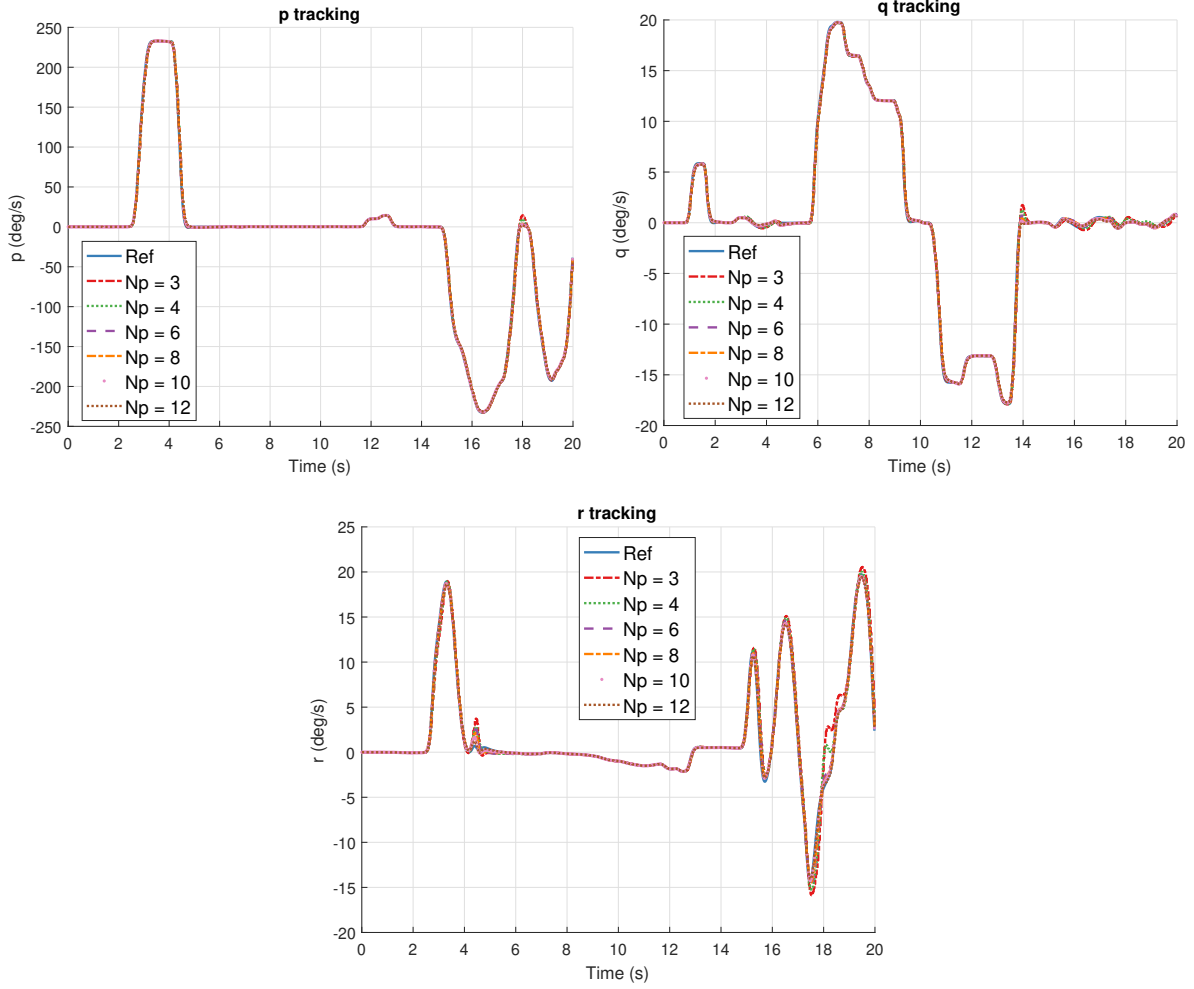 p tracking
p (deg/s)
250
200
150
100
50
0
-50
-100
-150
-200
-250
Ref
Np = 3
Np = 4
Np = 6
Np = 8
Np = 10
Np = 12
0 2 4 6 8 10 12 14 16 18 20
Time (s)
q tracking
q (deg/s)
20
15
10
5
0
-5
-10
-15
-20
Ref
Np = 3
Np = 4
Np = 6
Np = 8
Np = 10
Np = 12
0 2 4 6 8 10 12 14 16 18 20
Time (s)
r tracking
r (deg/s)
25
20
15
10
5
0
-5
-10
-15
-20
Ref
Np = 3
Np = 4
Np = 6
Np = 8
Np = 10
Np = 12
0 2 4 6 8 10 12 14 16 18 20
Time (s)